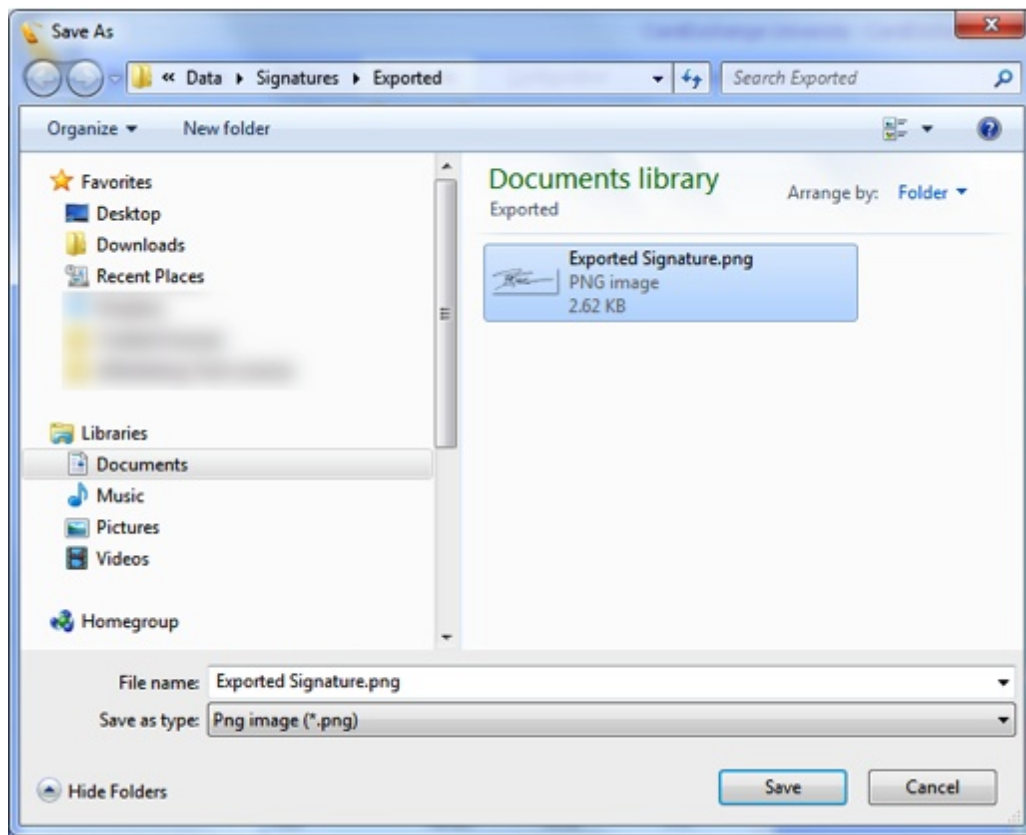 Save As
« Data ▸ Signatures ▸ Exported
Search Exported
Organize
New folder
Favorites
Desktop
Downloads
Recent Places
Libraries
Documents
Music
Pictures
Videos
Homegroup
Documents library
Exported
Arrange by: Folder
Exported Signature.png
PNG image
2.62 KB
File name: Exported Signature.png
Save as type: Png image (*.png)
Hide Folders
Save
Cancel